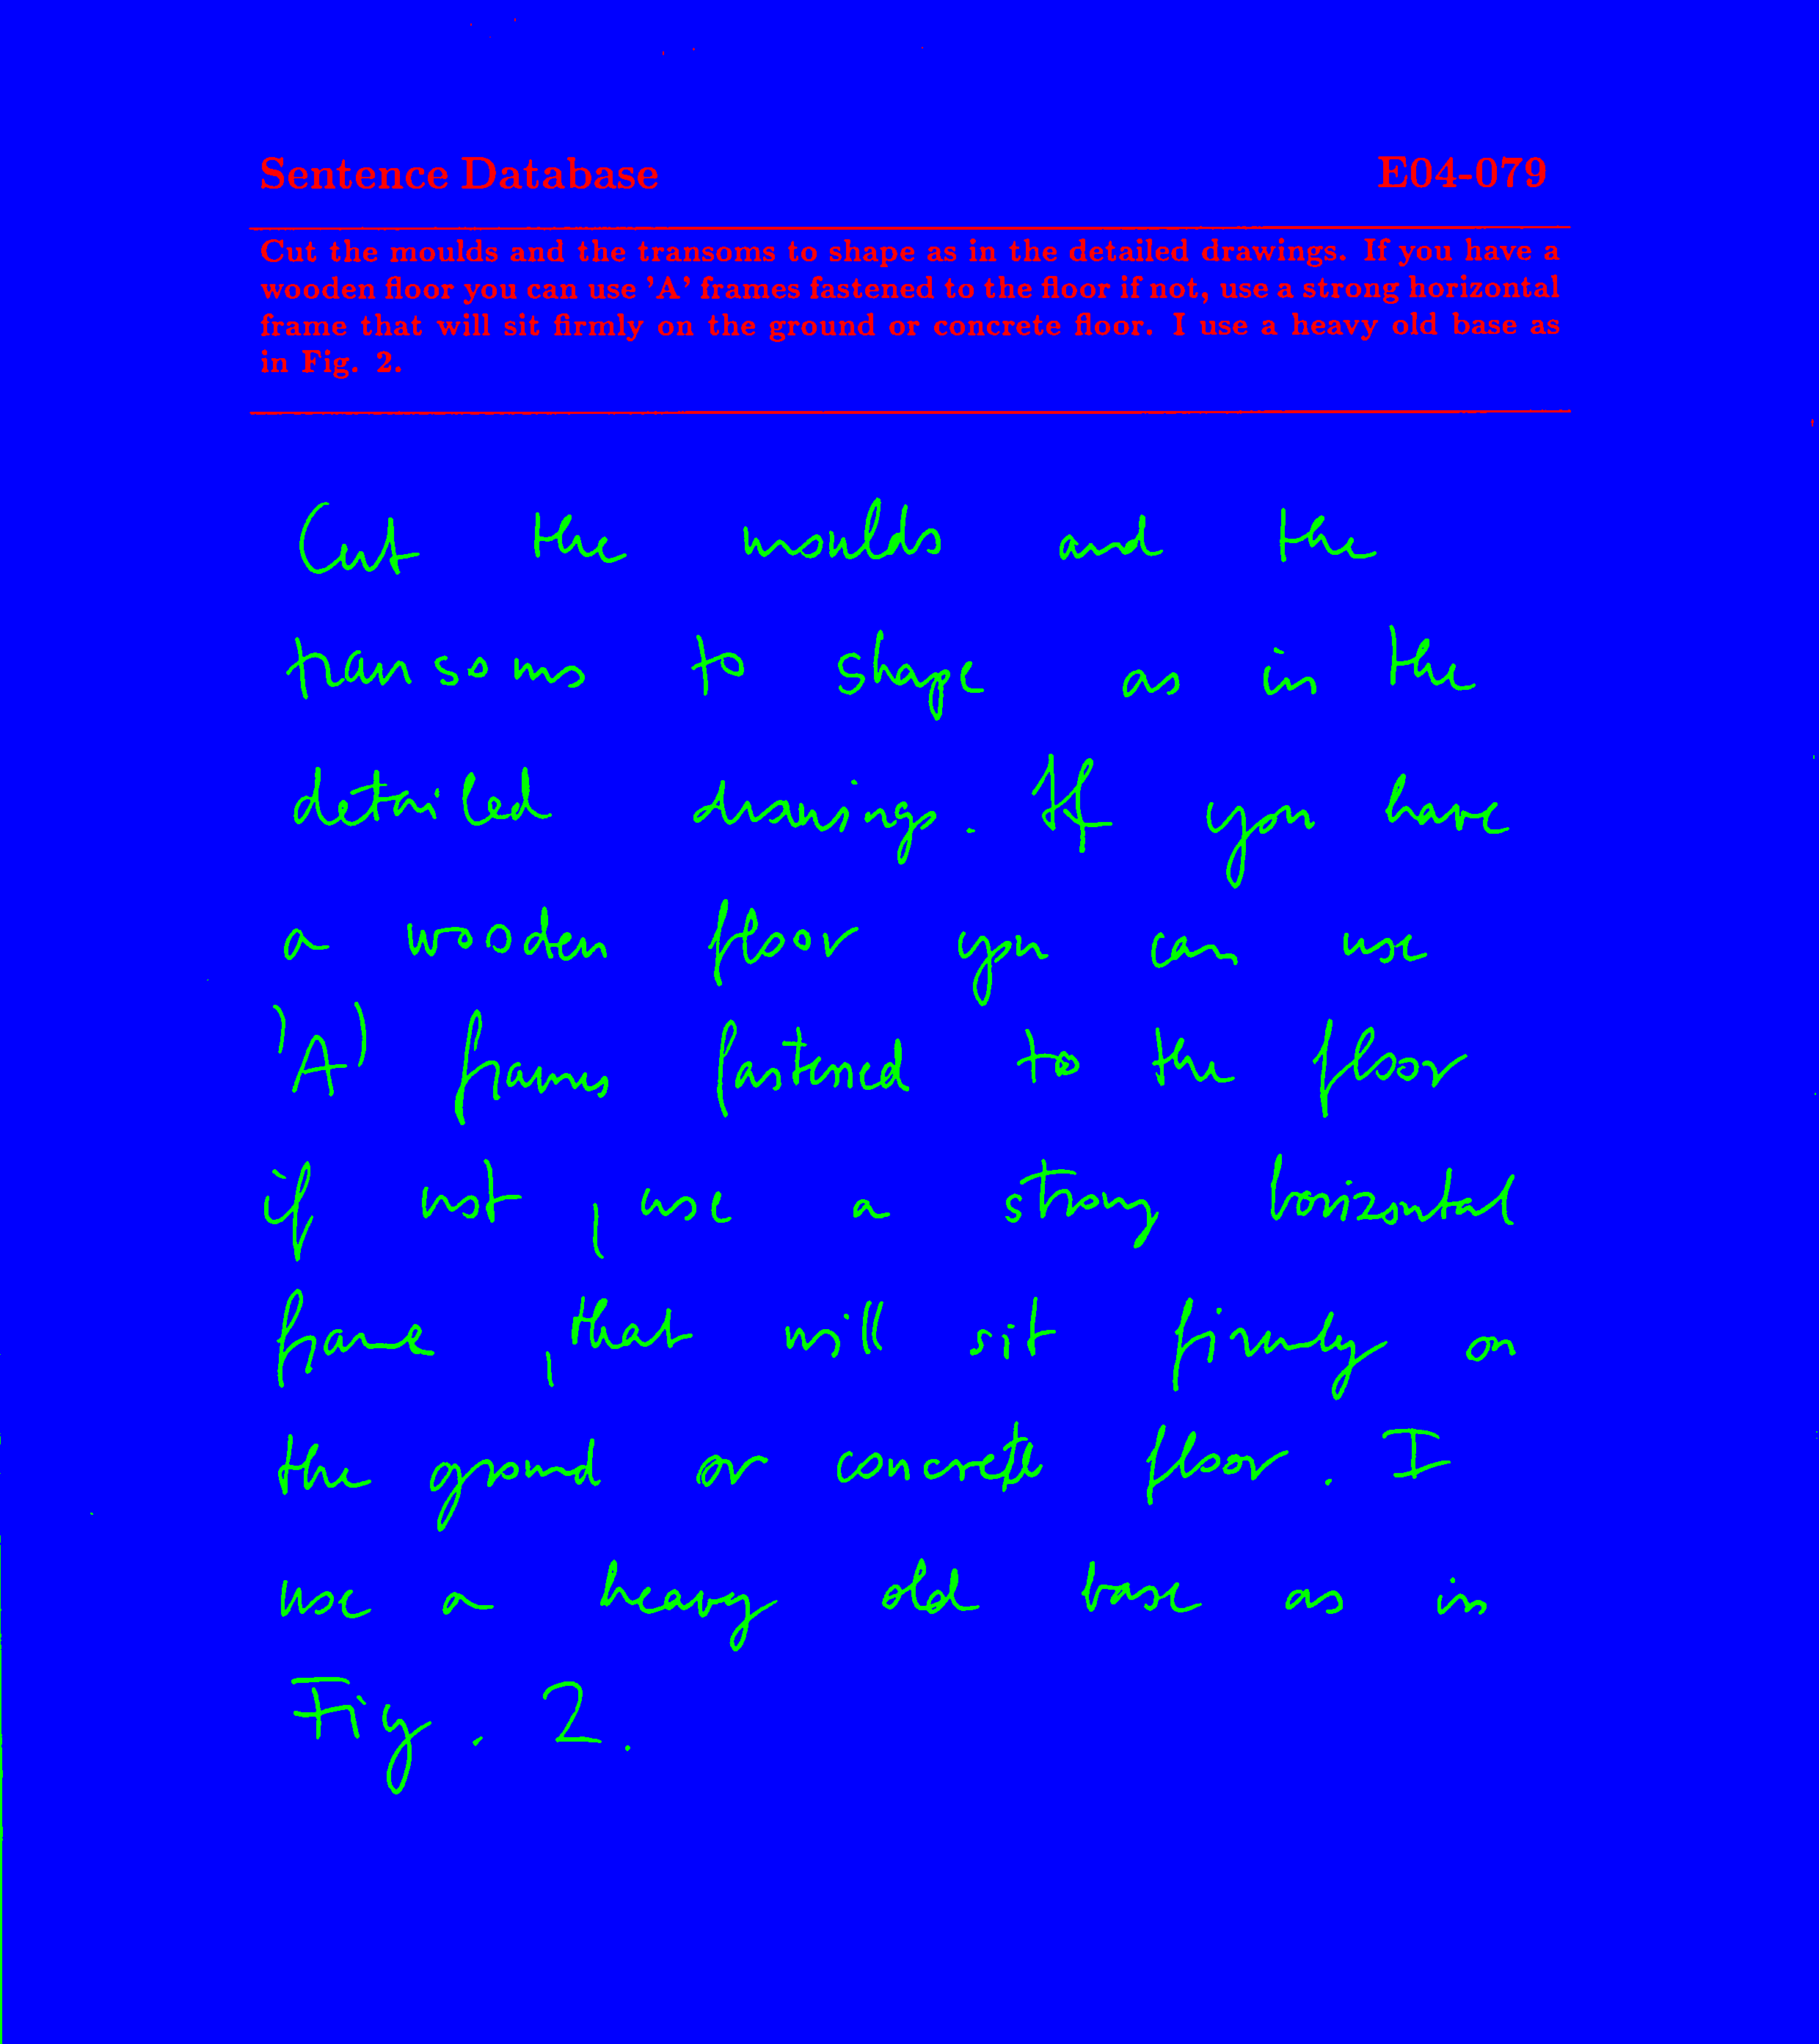 Sentence Database E04-079
Cut the moulds and the transoms to shape as in the detailed drawings. If you have a
wooden floor you can use 'A' frames fastened to the floor if not, use a strong horizontal
frame that will sit firmly on the ground or concrete floor. I use a heavy old base as
in Fig. 2.
Cut the moulds and the
transoms to shape as in the
detailed drawings. If you have
a wooden floor you can use
'A' frames fastened to the floor
if not , use a strong horizontal
frame , that will sit firmly on
the ground or concrete floor. I
use a heavy old base as in
Fig. 2.